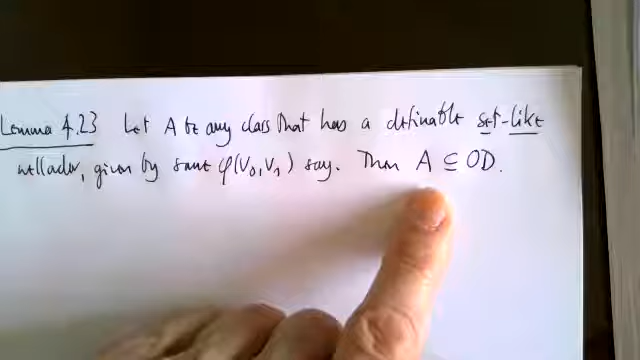 Lemma 4.23 Let A be any class that has a definable set-like
wellorder, given by some φ(v₀,v₁) say. Then A ⊆ OD.